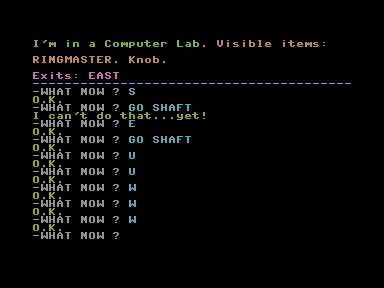 I'm in a Computer Lab. Visible items:
RINGMASTER. Knob.
Exits: EAST
-----------------------------------------
-WHAT NOW ? S
O.K.
-WHAT NOW ? GO SHAFT
I can't do that...yet!
-WHAT NOW ? E
O.K.
-WHAT NOW ? GO SHAFT
O.K.
-WHAT NOW ? U
O.K.
-WHAT NOW ? U
O.K.
-WHAT NOW ? W
O.K.
-WHAT NOW ? W
O.K.
-WHAT NOW ? W
O.K.
-WHAT NOW ?